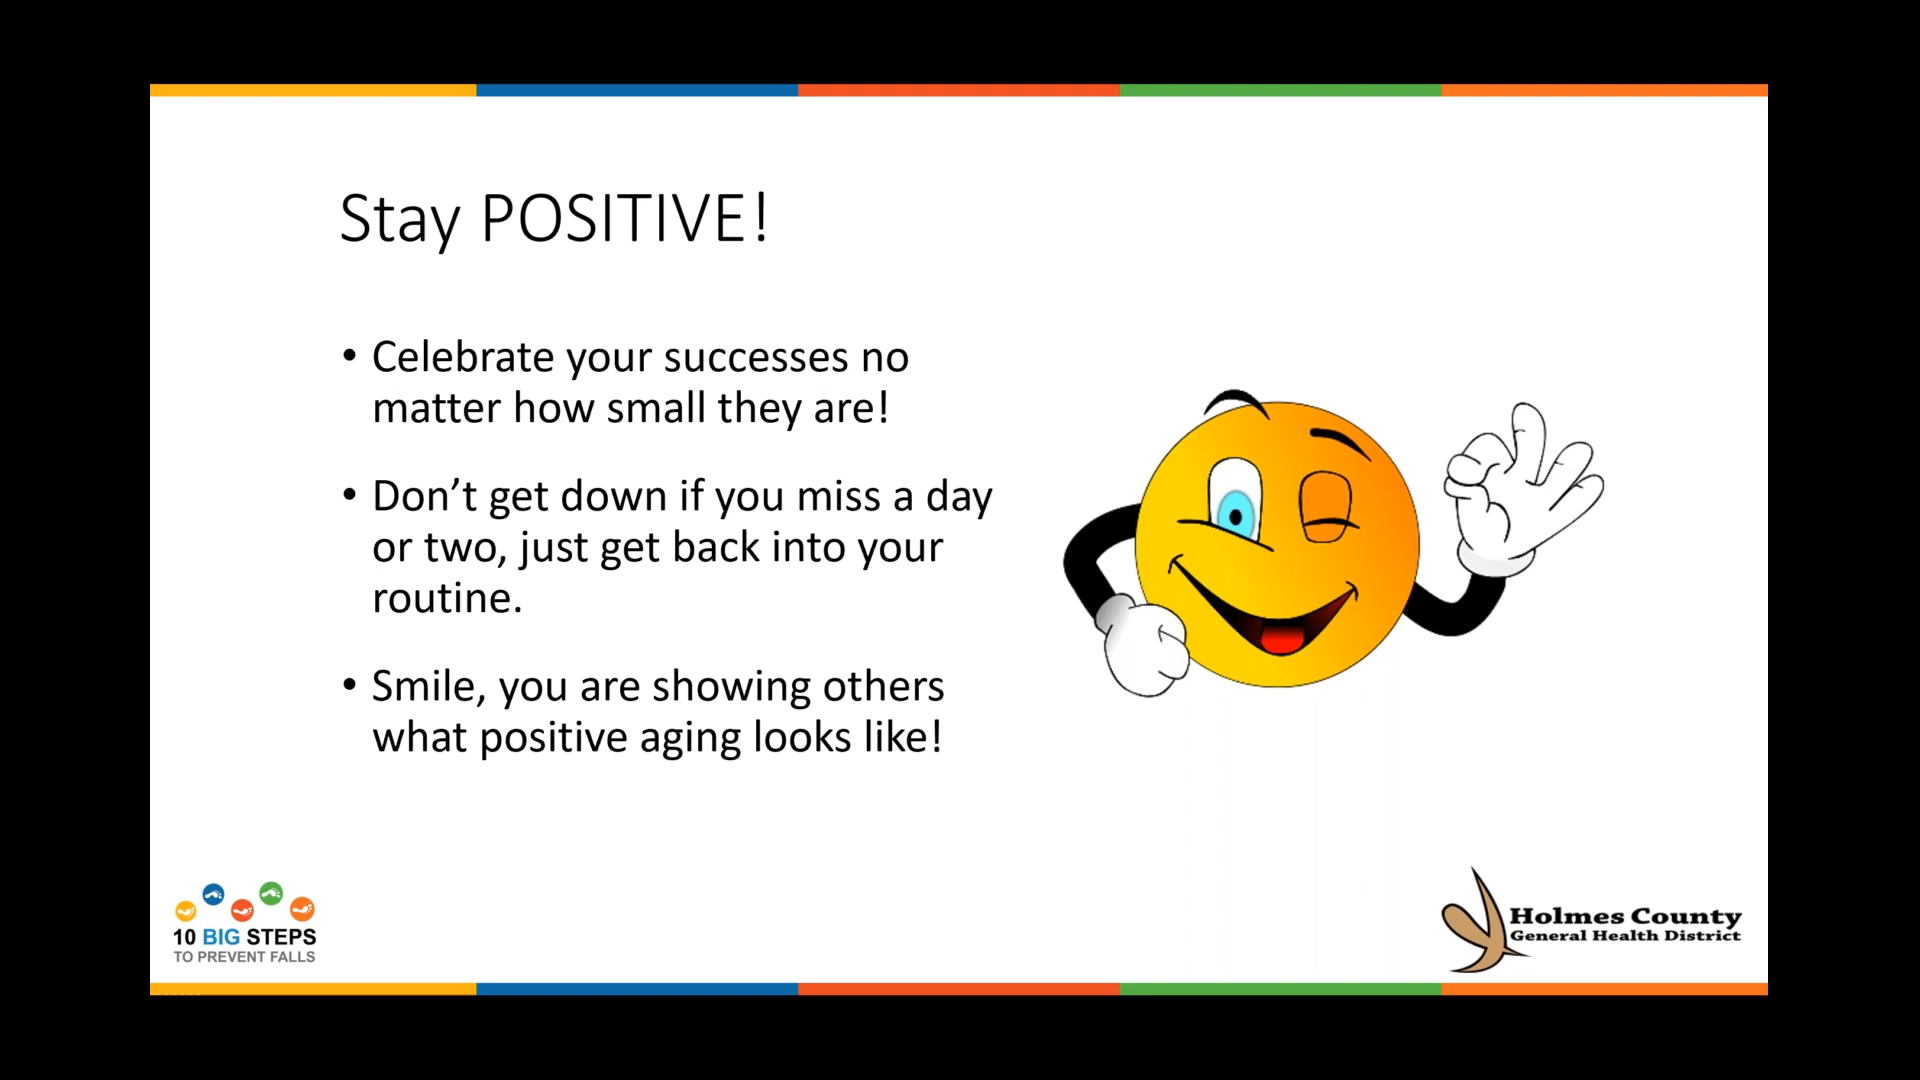 Stay POSITIVE!
• Celebrate your successes no
matter how small they are!
• Don’t get down if you miss a day
or two, just get back into your
routine.
• Smile, you are showing others
what positive aging looks like!
10 BIG STEPS
TO PREVENT FALLS
Holmes County
General Health District